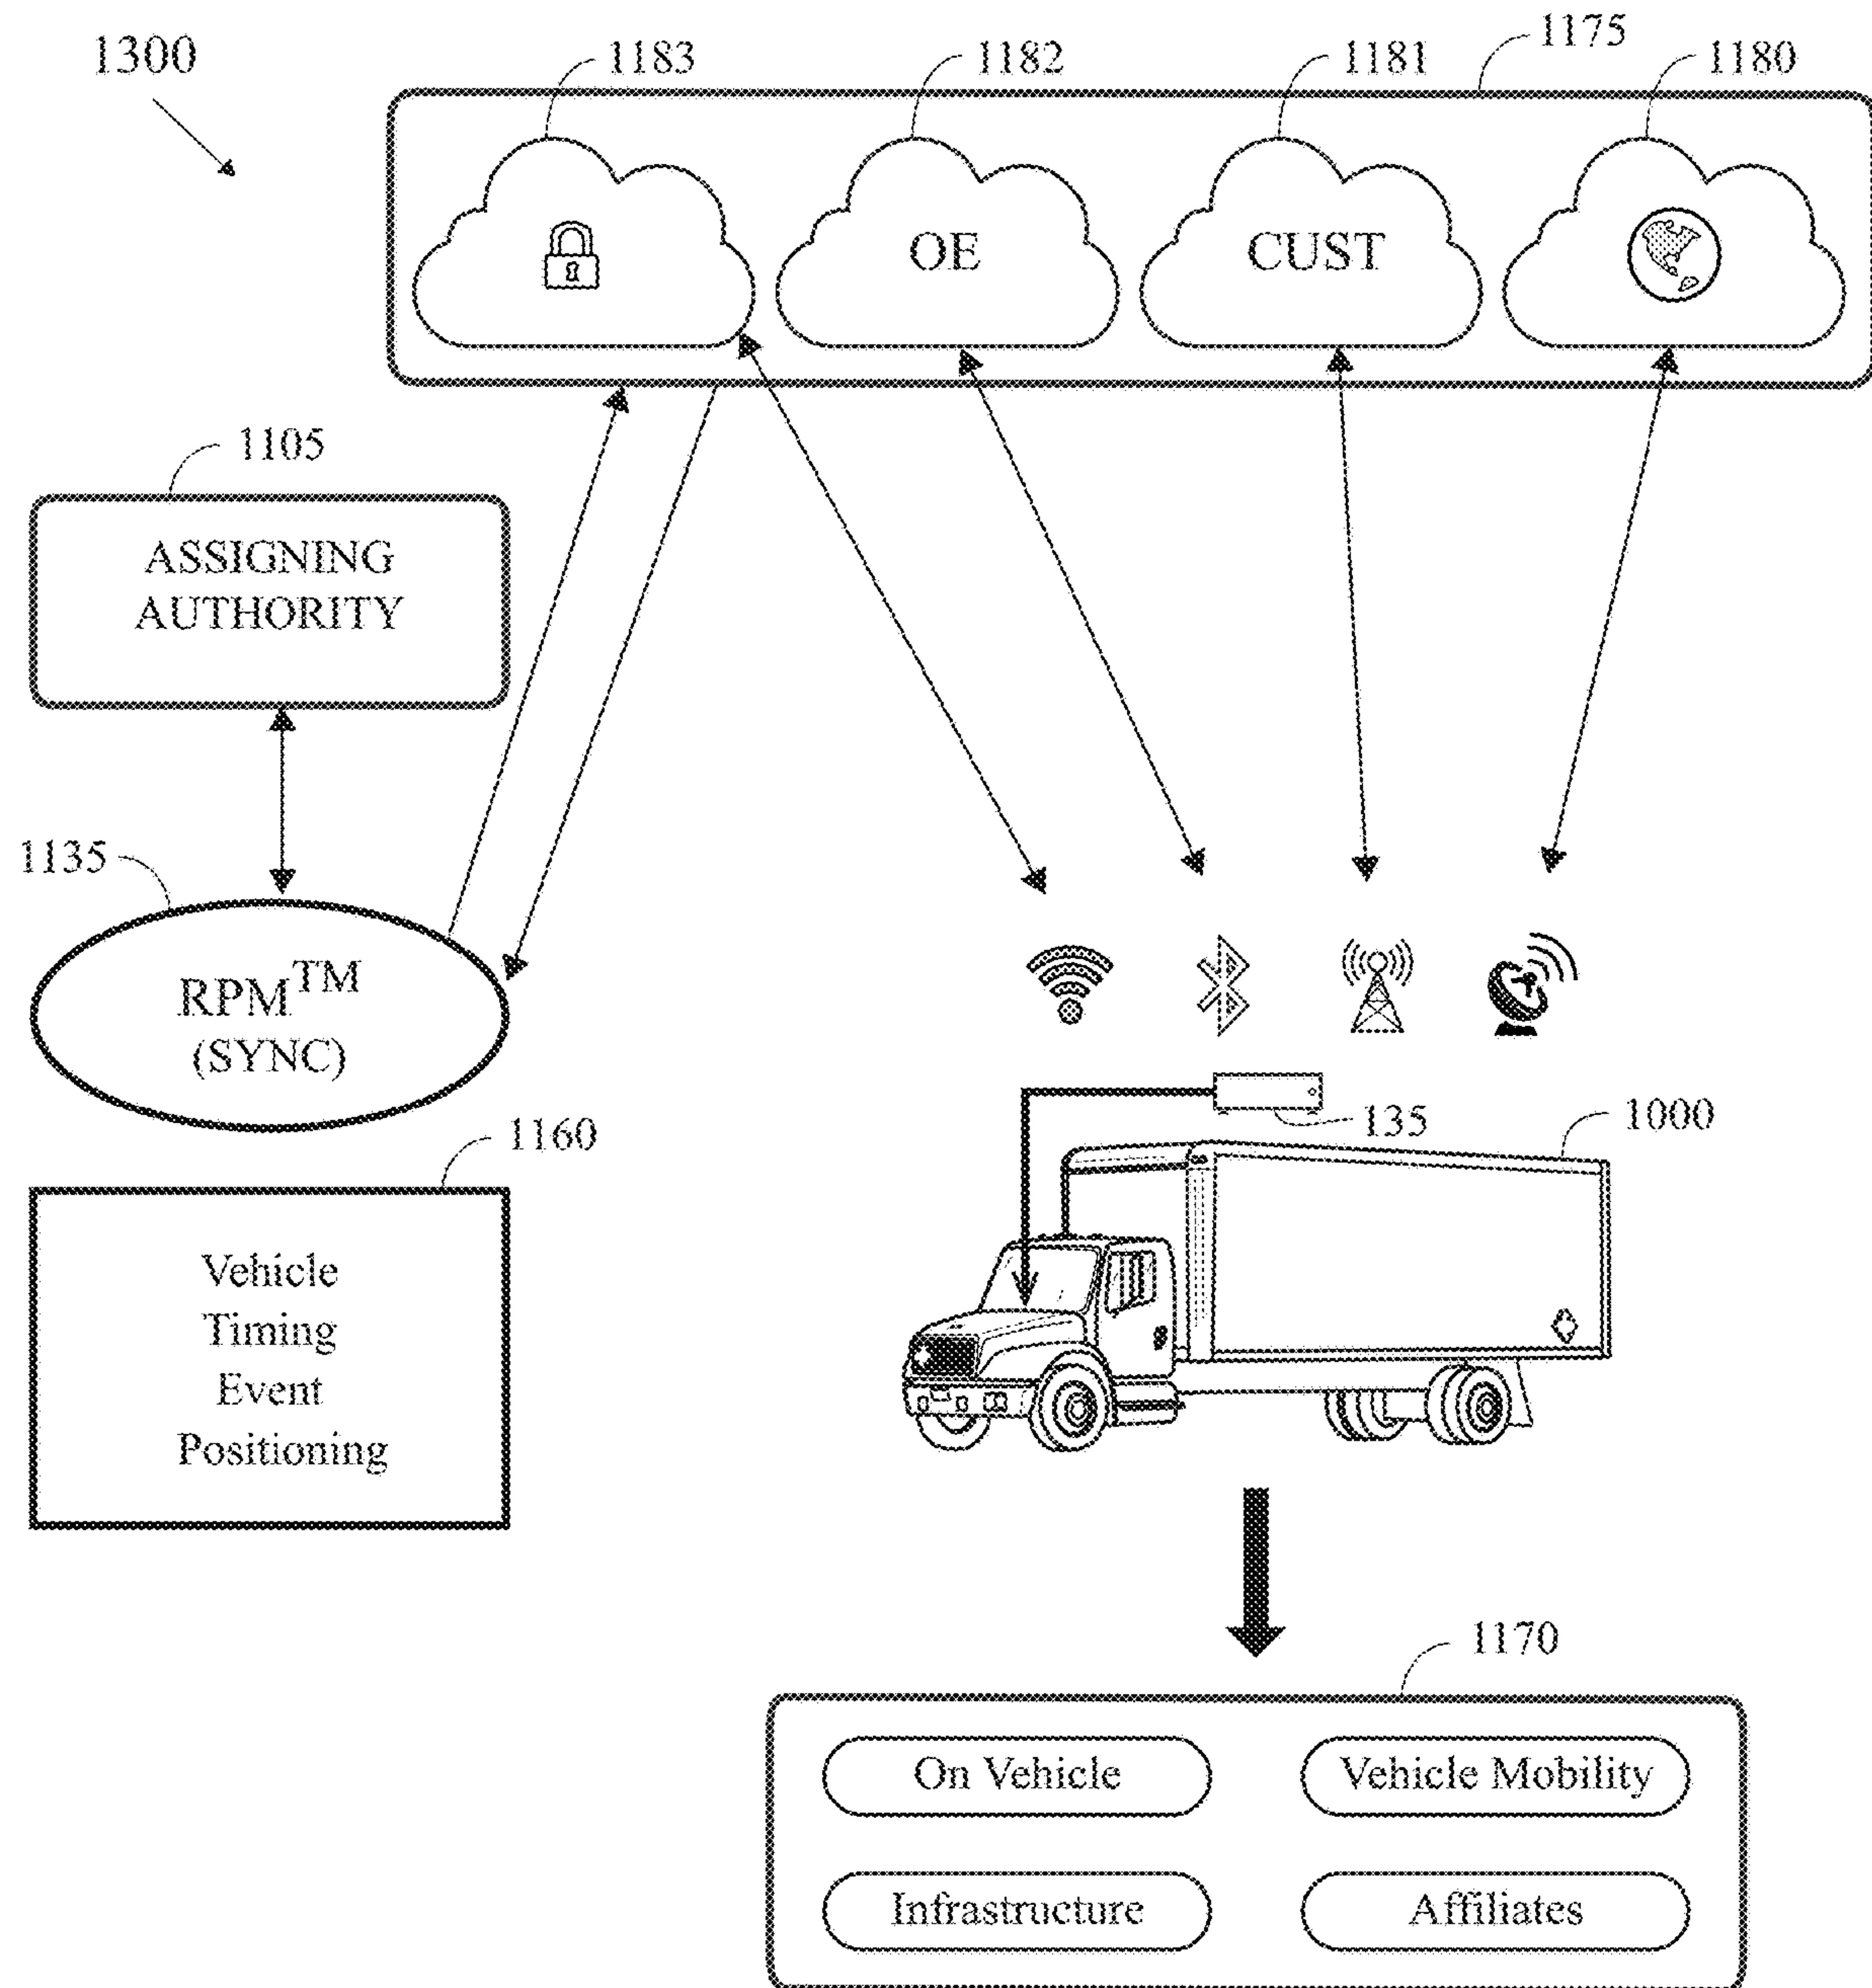 1300
1183
1182
1181
1175
1180
OE
CUST
1105
ASSIGNING
AUTHORITY
1135
RPM™
(SYNC)
135
1000
1160
Vehicle
Timing
Event
Positioning
1170
On Vehicle
Vehicle Mobility
Infrastructure
Affiliates